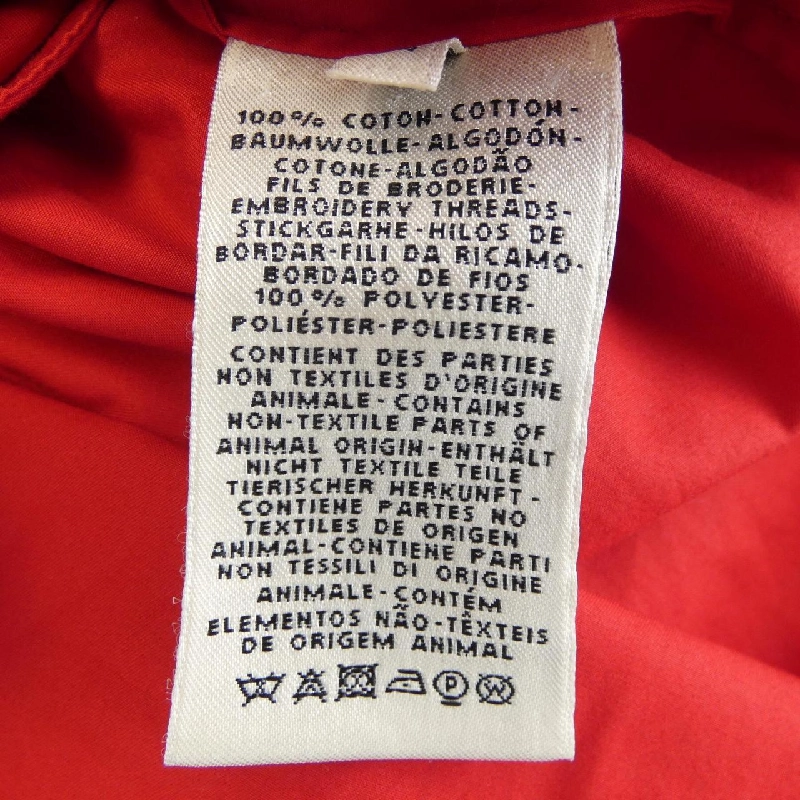 100% COTON-COTTON-
BAUMWOLLE-ALGODÓN-
COTONE-ALGODÃO
FILS DE BRODERIE-
EMBROIDERY THREADS-
STICKGARNE-HILOS DE
BORDAR-FILI DA RICAMO-
BORDADO DE FIOS
100% POLYESTER-
POLIÉSTER-POLIESTERE
CONTIENT DES PARTIES
NON TEXTILES D'ORIGINE
ANIMALE-CONTAINS
NON-TEXTILE PARTS OF
ANIMAL ORIGIN-ENTHÄLT
NICHT TEXTILE TEILE
TIERISCHER HERKUNFT-
CONTIENE PARTES NO
TEXTILES DE ORIGEN
ANIMAL-CONTIENE PARTI
NON TESSILI DI ORIGINE
ANIMALE-CONTÉM
ELEMENTOS NÃO-TÊXTEIS
DE ORIGEM ANIMAL
P W